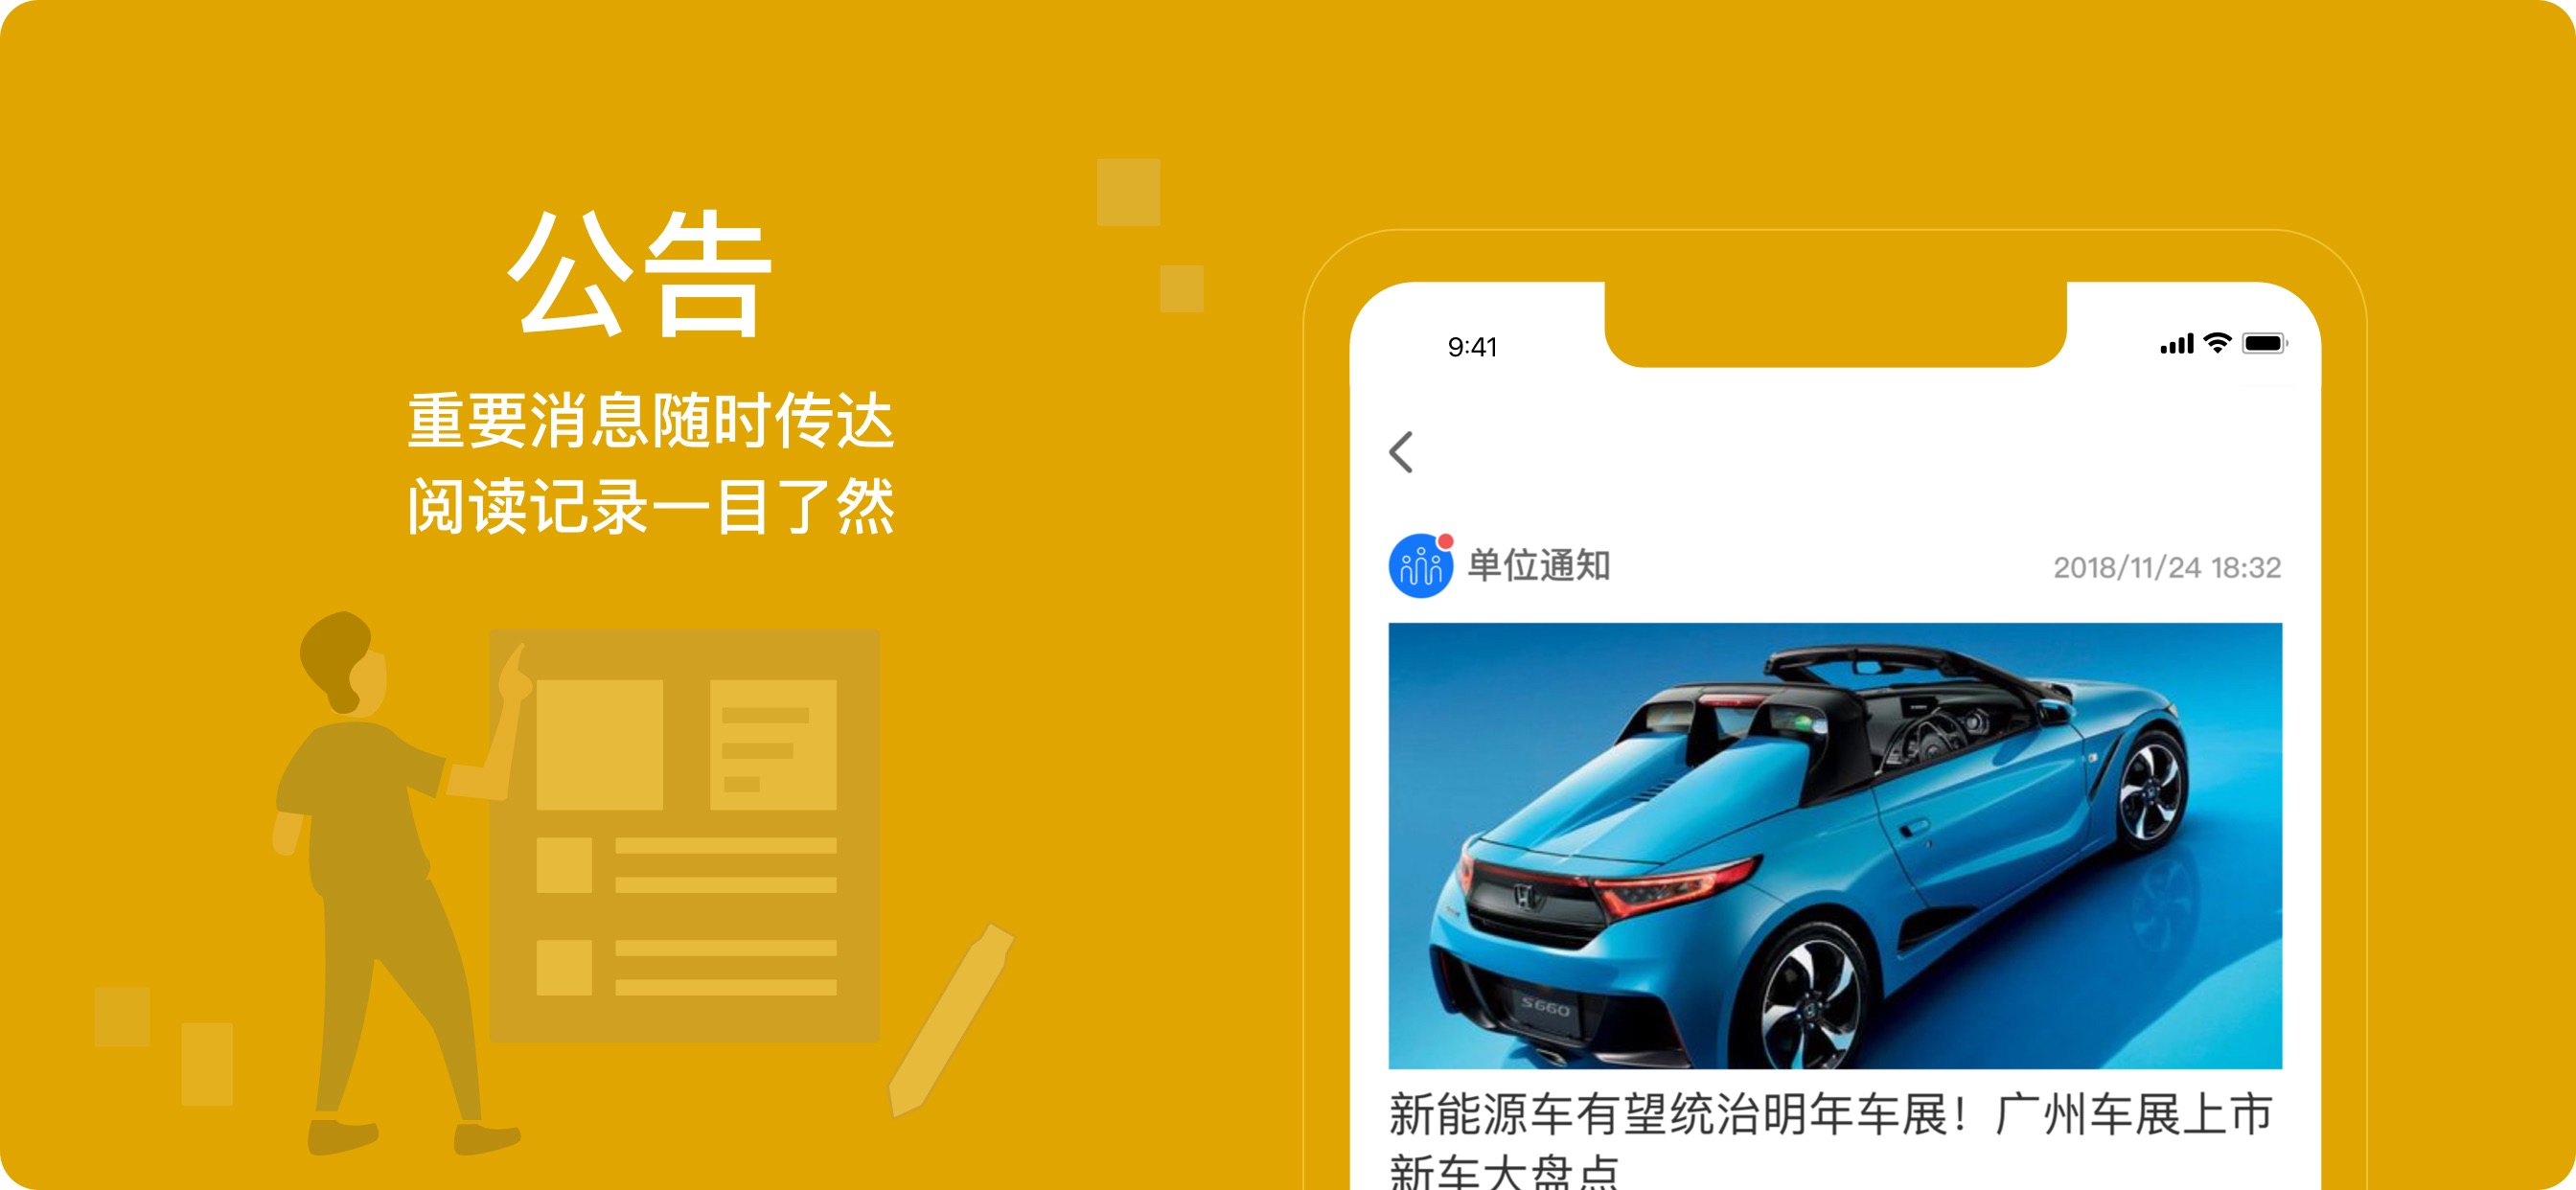 公告
重要消息随时传达
阅读记录一目了然
9:41
单位通知
2018/11/24 18:32
S660
新能源车有望统治明年车展！广州车展上市
新车大盘点